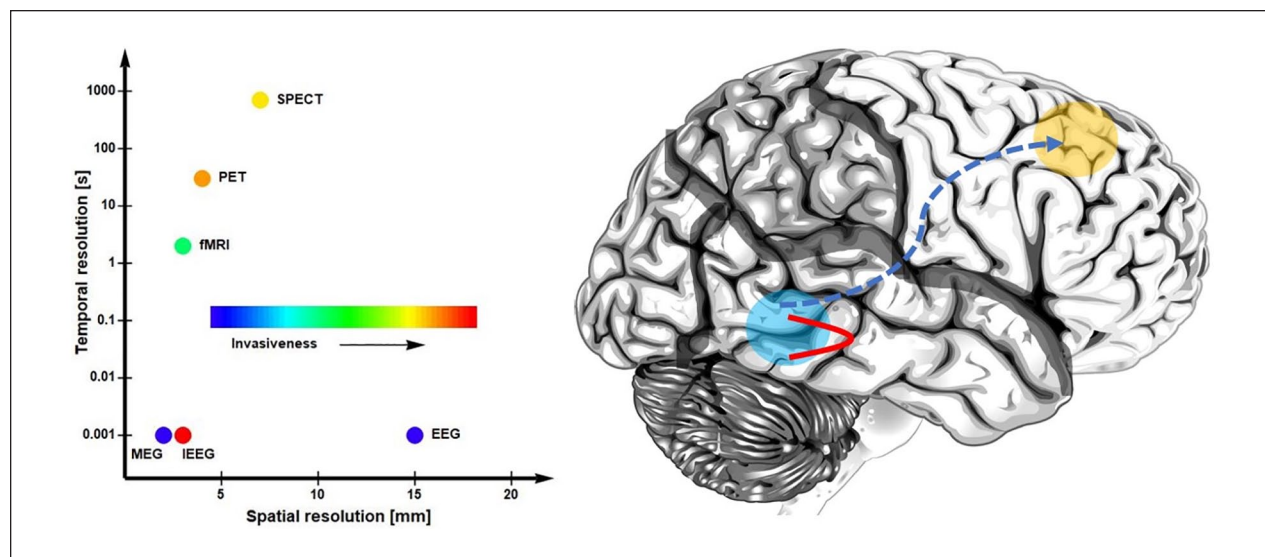 1000
SPECT
100
PET
10
fMRI
1
0.1
Invasiveness
0.01
0.001
EEG
MEG IEEG
5 10 15 20
Temporal resolution [s]
Spatial resolution [mm]